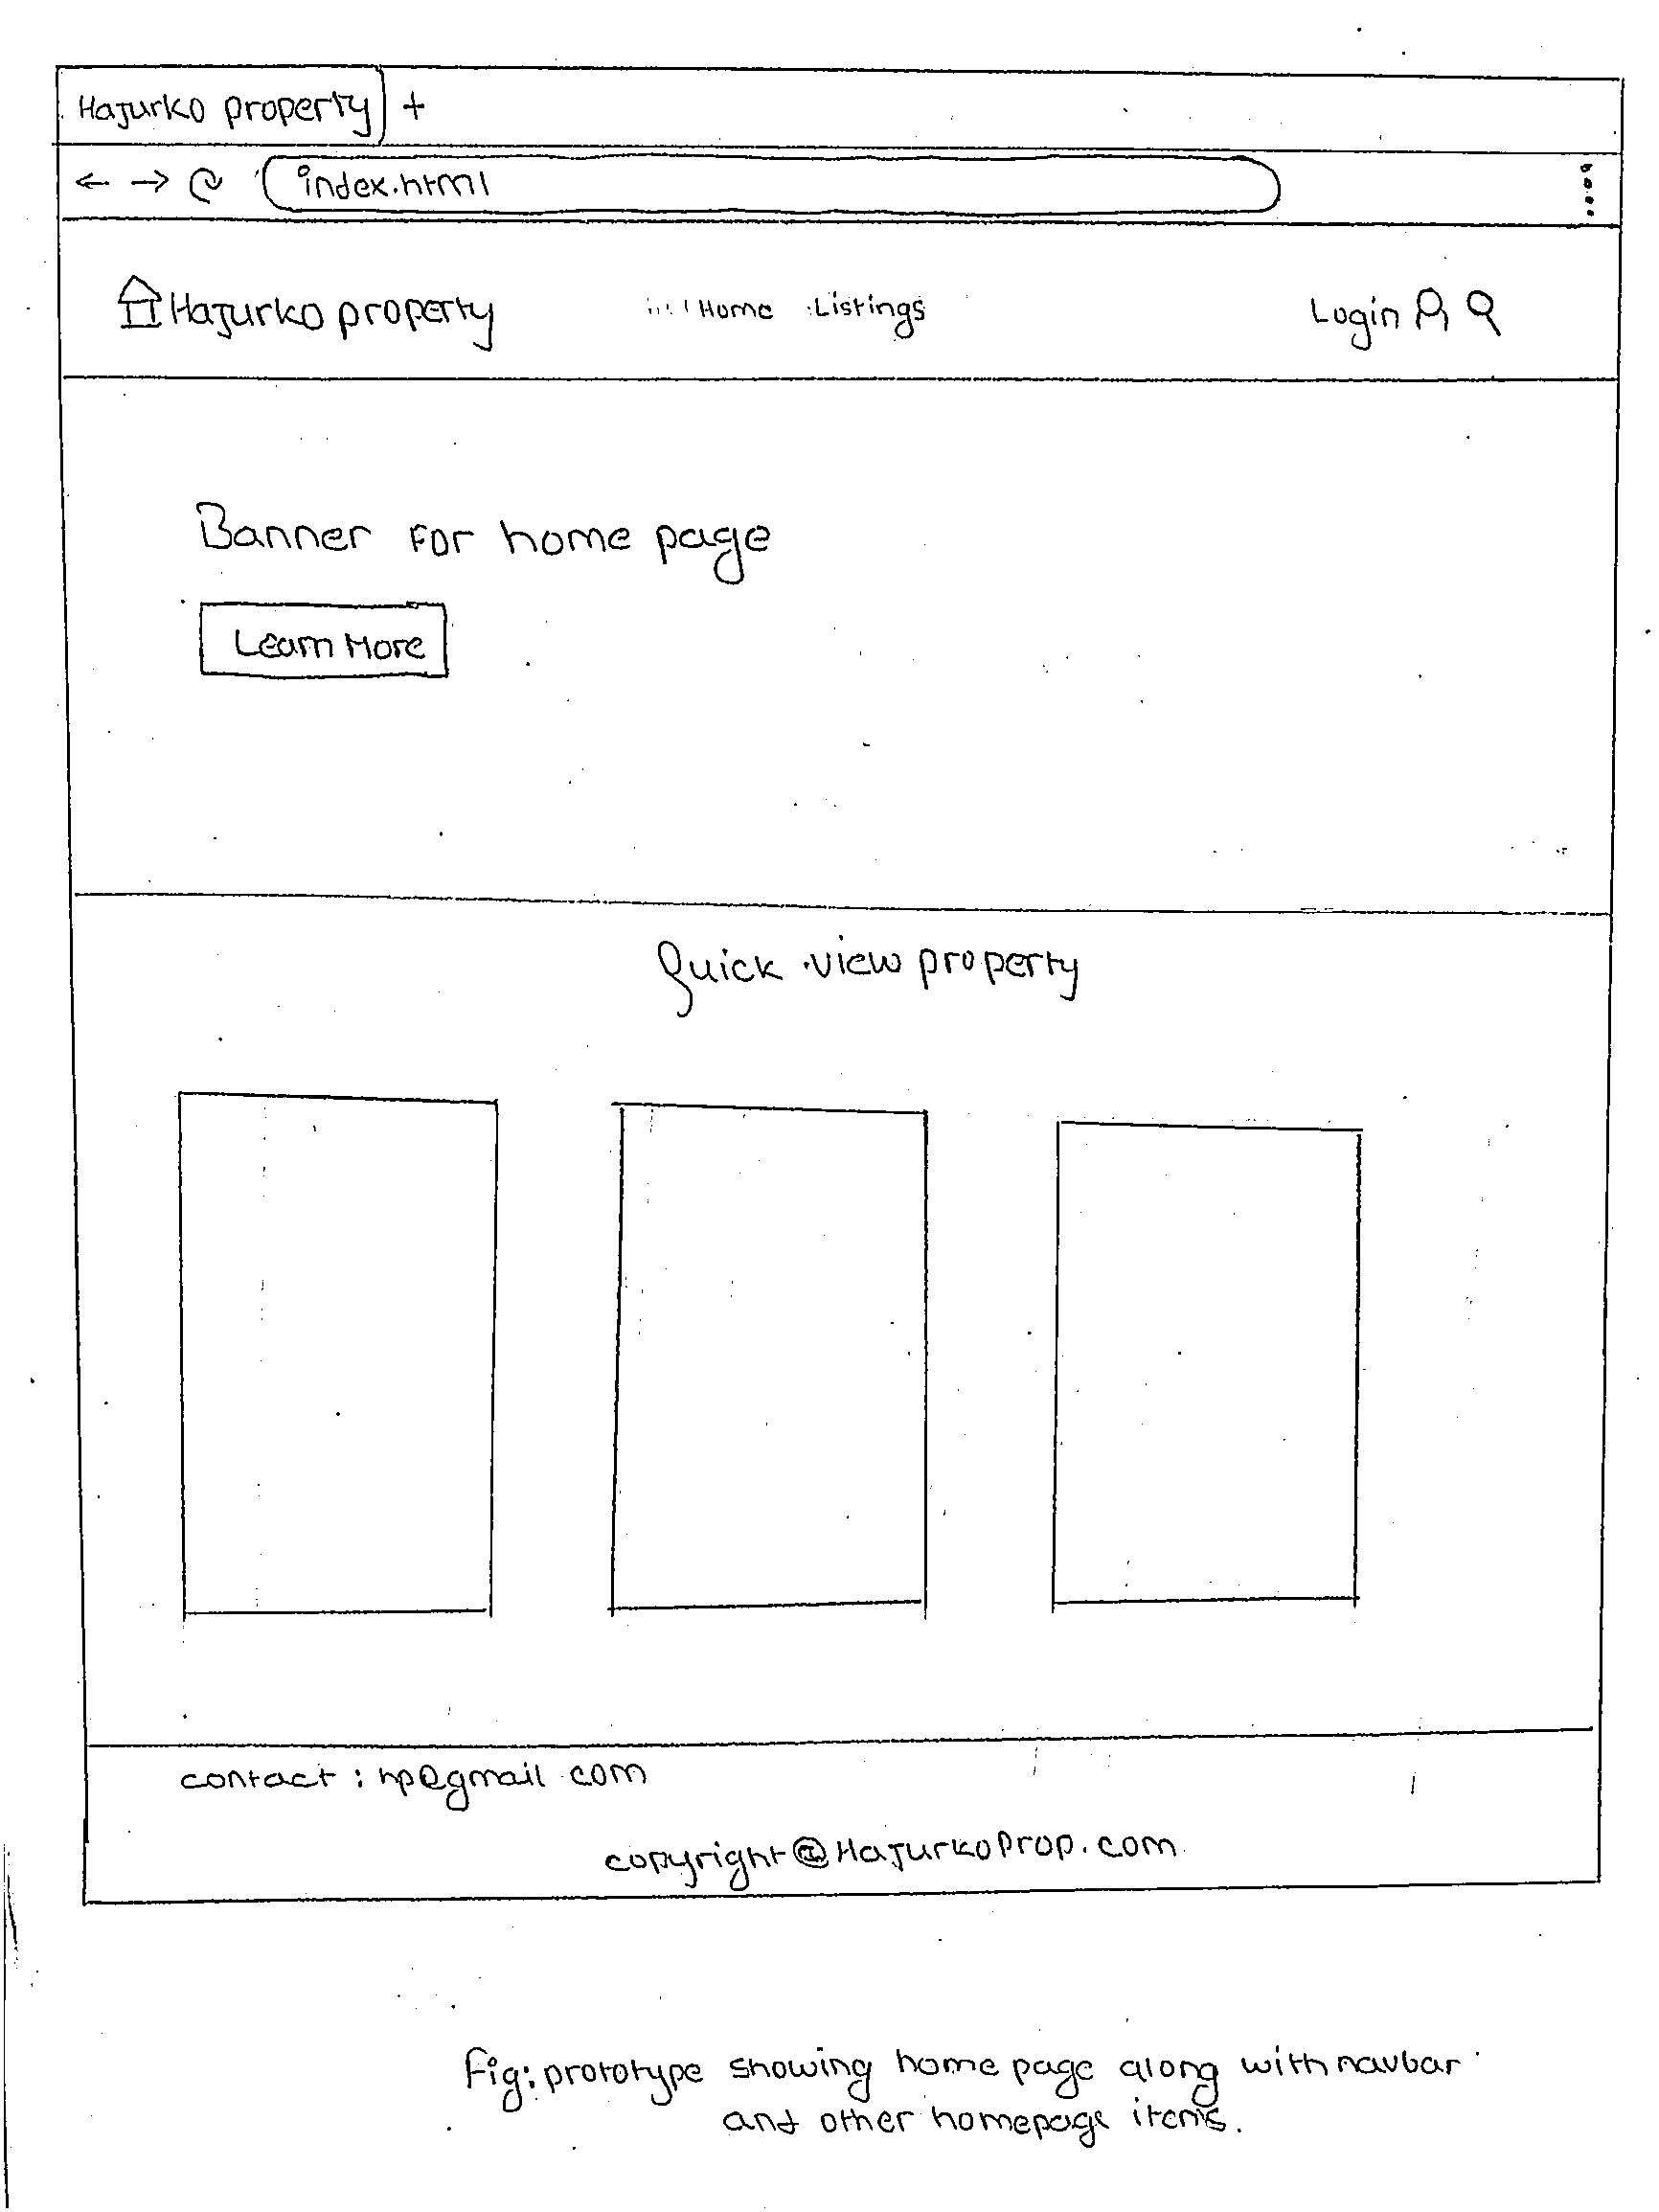 Hajurko property +
index.html
Hajurko property Home Listings Login
Banner for home page
Learn More
Quick view property
contact : hp@gmail.com
copyright@HajurkoProp.com
Fig: prototype showing home page along with navbar
and other homepage items.